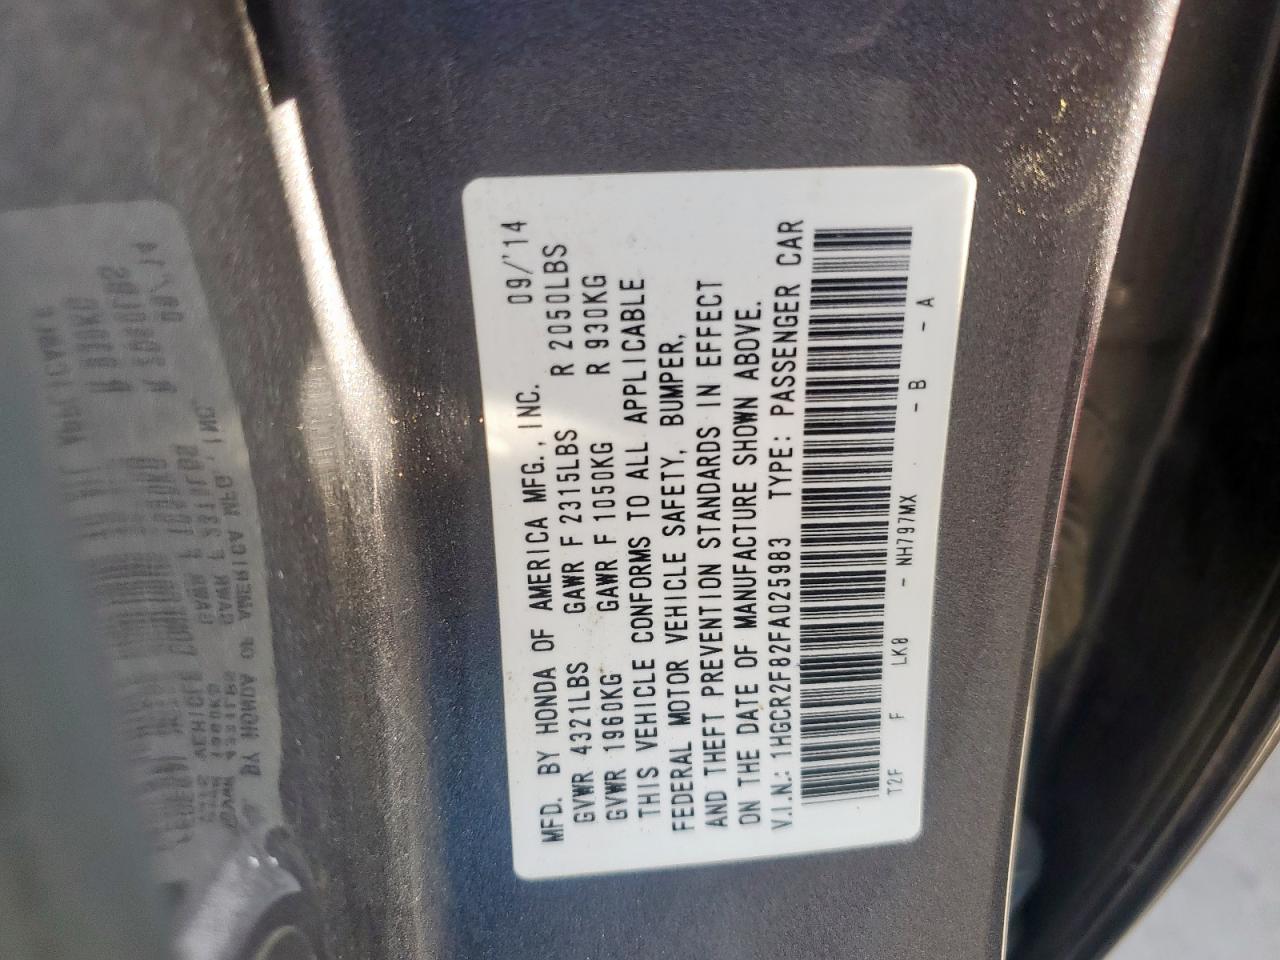 MFD. BY HONDA OF AMERICA MFG., INC. 09/'14
GVWR 4321LBS GAWR F 2315LBS R 2050LBS
GVWR 1960KG GAWR F 1050KG R 930KG
THIS VEHICLE CONFORMS TO ALL APPLICABLE
FEDERAL MOTOR VEHICLE SAFETY, BUMPER,
AND THEFT PREVENTION STANDARDS IN EFFECT
ON THE DATE OF MANUFACTURE SHOWN ABOVE.
V.I.N.: 1HGCR2F82FA025983 TYPE: PASSENGER CAR
T2F F LK8 - NH797MX - B - A